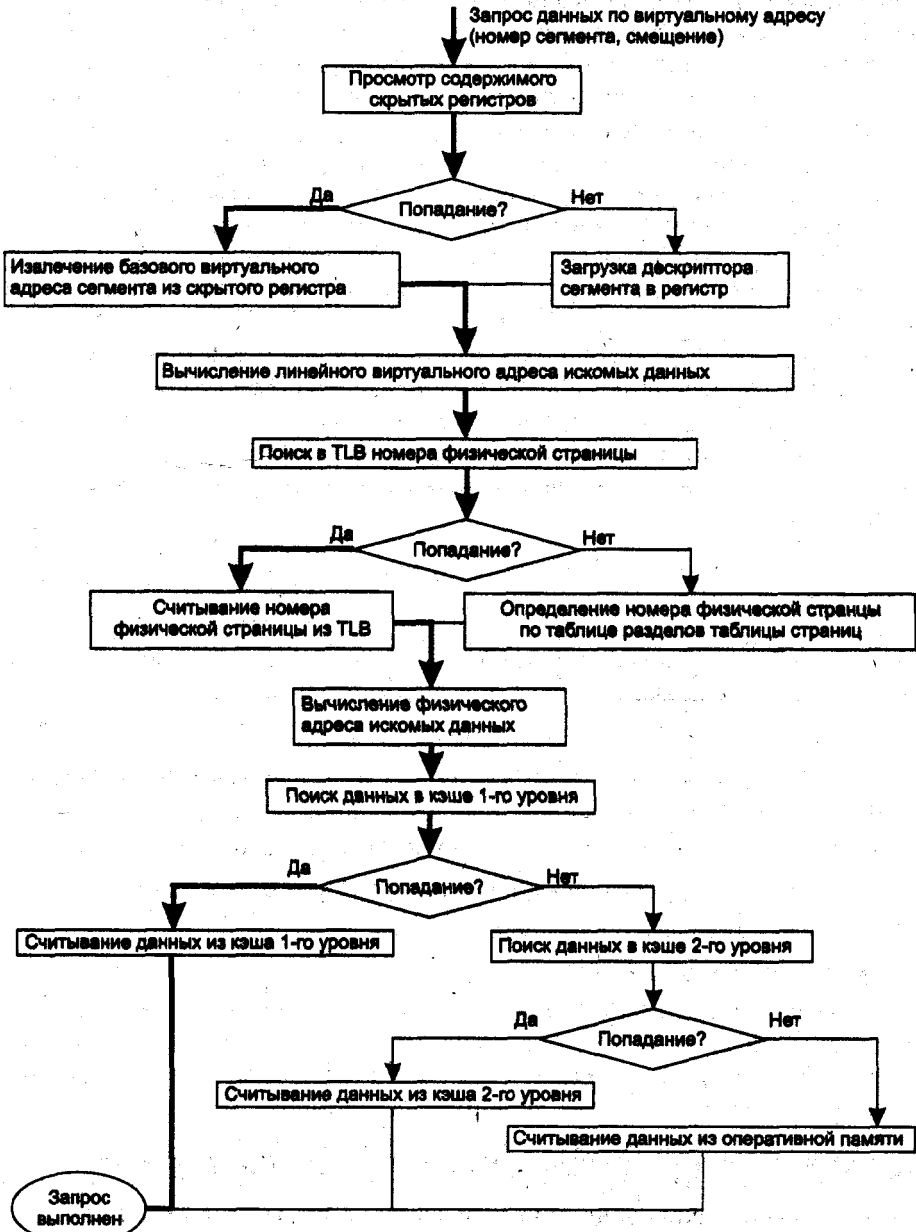 Запрос данных по виртуальному адресу
(номер сегмента, смещение)
Просмотр содержимого
скрытых регистров
Да
Попадание?
Нет
Извлечение базового виртуального
адреса сегмента из скрытого регистра
Загрузка дескриптора
сегмента в регистр
Вычисление линейного виртуального адреса искомых данных
Поиск в TLB номера физической страницы
Да
Попадание?
Нет
Считывание номера
физической страницы из TLB
Определение номера физической странцы
по таблице разделов таблицы страниц
Вычисление физического
адреса искомых данных
Поиск данных в кэше 1-го уровня
Да
Попадание?
Нет
Считывание данных из кэша 1-го уровня
Поиск данных в кэше 2-го уровня
Да
Попадание?
Нет
Считывание данных из кэша 2-го уровня
Считывание данных из оперативной памяти
Запрос
выполнен